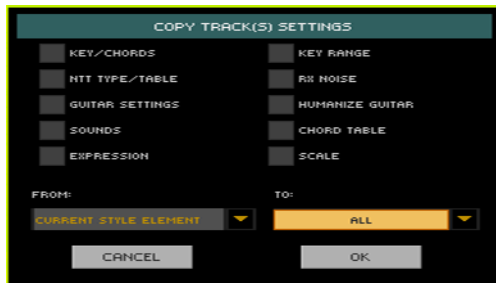 COPY TRACK(S) SETTINGS
KEY/CHORDS
KEY RANGE
NTT TYPE/TABLE
RX NOISE
GUITAR SETTINGS
HUMANIZE GUITAR
SOUNDS
CHORD TABLE
EXPRESSION
SCALE
FROM:
TO:
CURRENT STYLE ELEMENT
ALL
CANCEL
OK